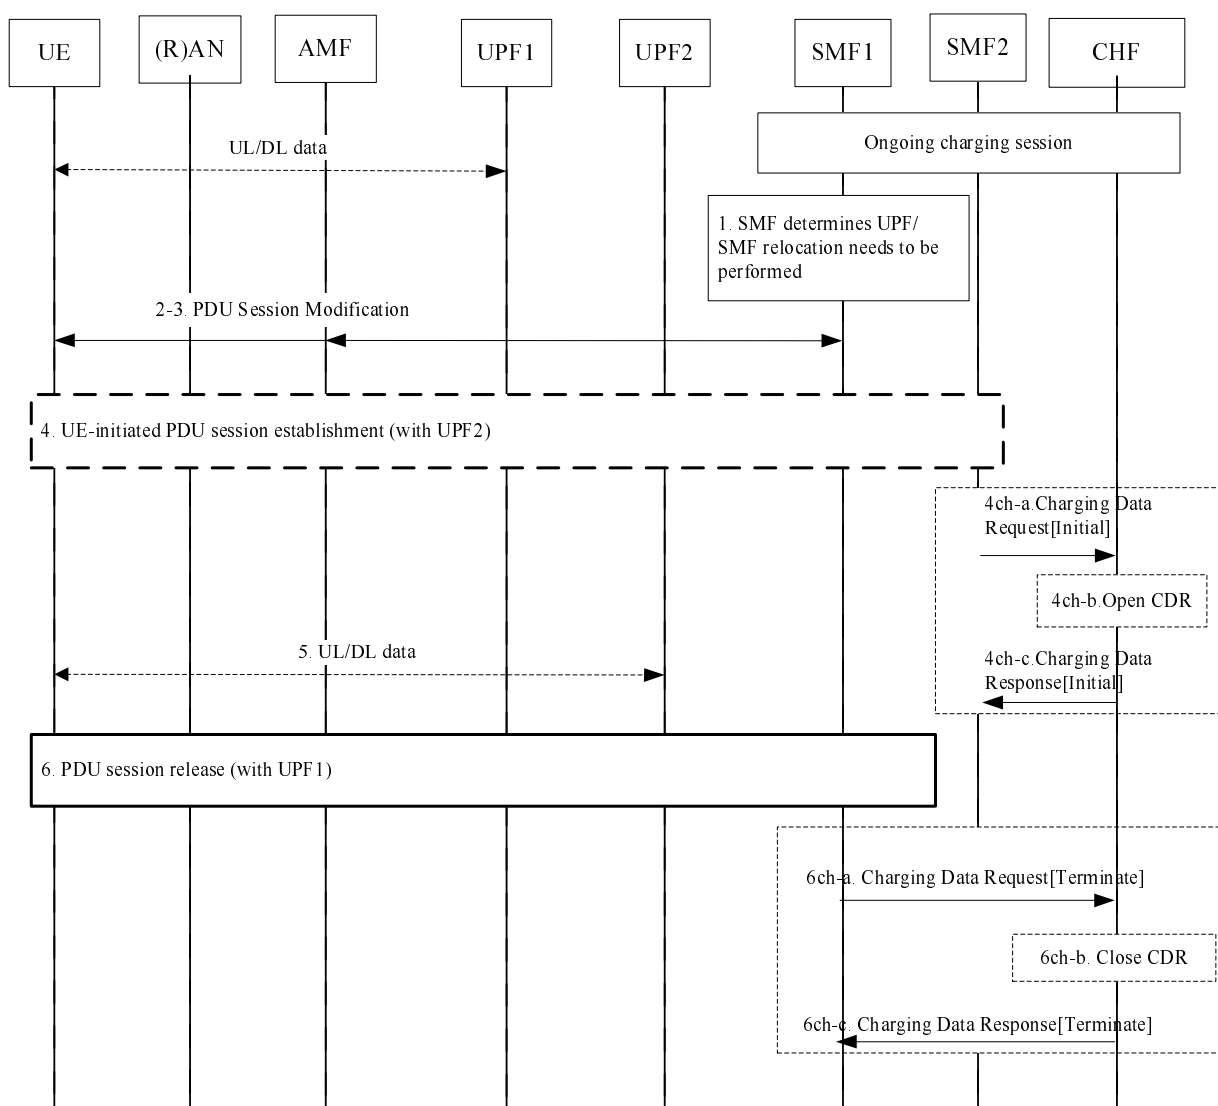 UE
(R)AN
AMF
UPF1
UPF2
SMF1
SMF2
CHF
Ongoing charging session
UL/DL data
1. SMF determines UPF/
SMF relocation needs to be
performed
2-3. PDU Session Modification
4. UE-initiated PDU session establishment (with UPF2)
4ch-a.Charging Data
Request[Initial]
4ch-b.Open CDR
5. UL/DL data
4ch-c.Charging Data
Response[Initial]
6. PDU session release (with UPF1)
6ch-a. Charging Data Request[Terminate]
6ch-b. Close CDR
6ch-c. Charging Data Response[Terminate]